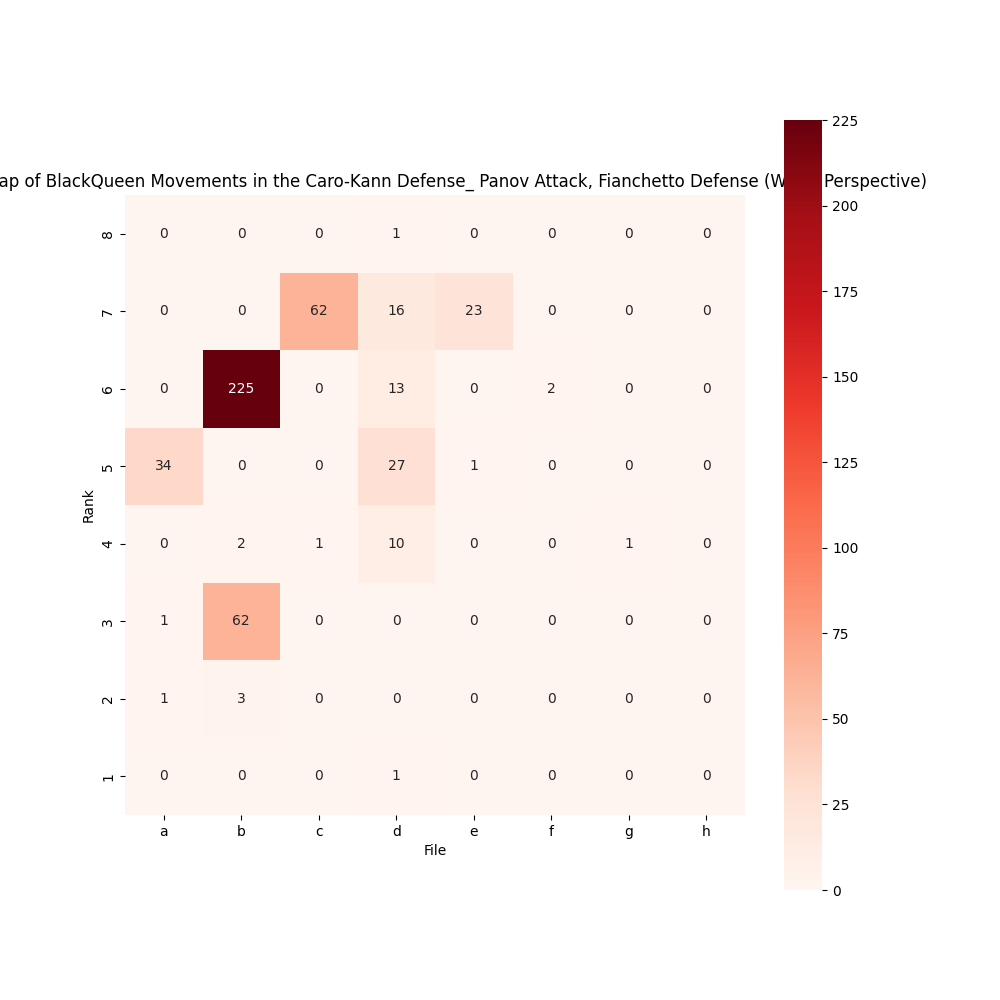 ap of BlackQueen Movements in the Caro-Kann Defense_ Panov Attack, Fianchetto Defense (W Perspective)
8 0 0 0 1 0 0 0 0
7 0 0 62 16 23 0 0 0
6 0 225 0 13 0 2 0 0
5 34 0 0 27 1 0 0 0
4 0 2 1 10 0 0 1 0
3 1 62 0 0 0 0 0 0
2 1 3 0 0 0 0 0 0
1 0 0 0 1 0 0 0 0
a b c d e f g h
File
Rank
225
200
175
150
125
100
75
50
25
0